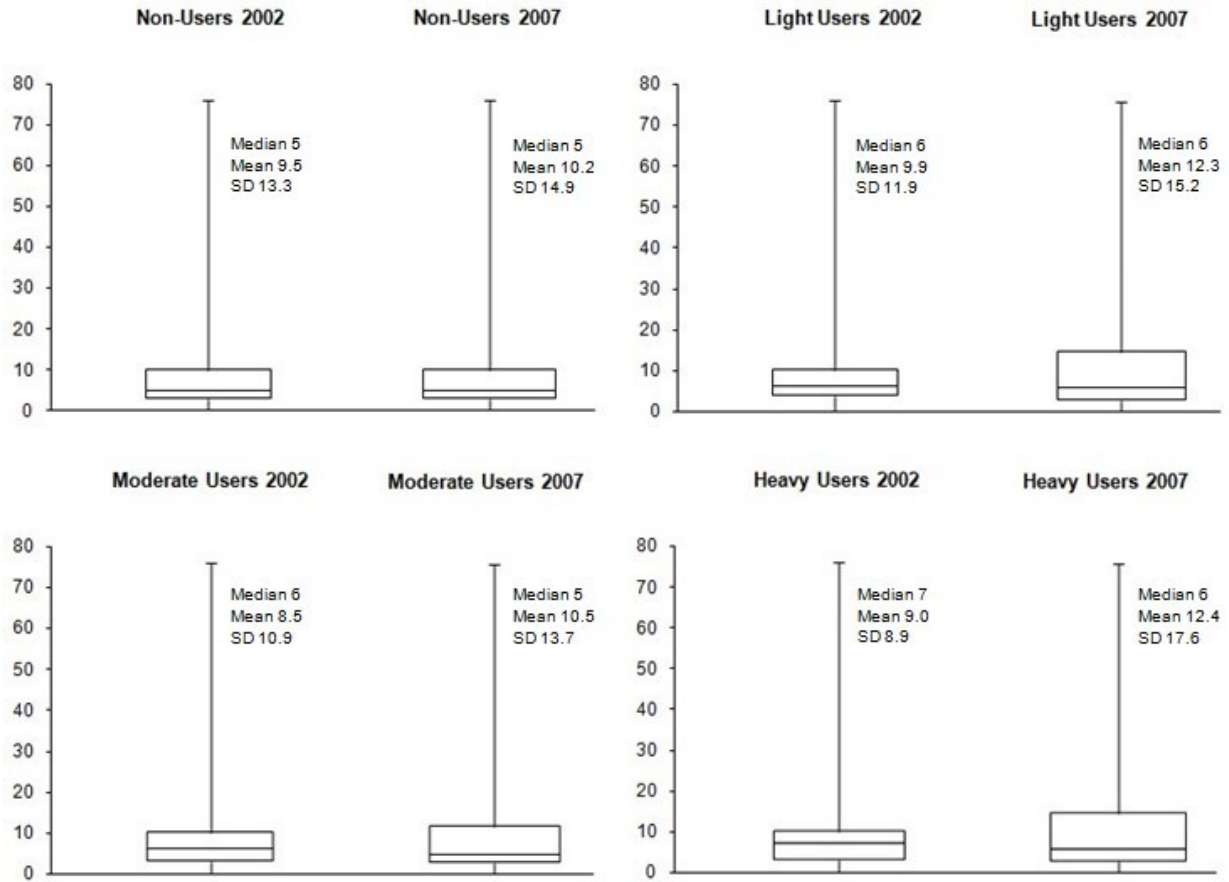 Non-Users 2002
Non-Users 2007
80
70
60
50
40
30
20
10
0
Median 5
Mean 9.5
SD 13.3
Median 5
Mean 10.2
SD 14.9
Light Users 2002
Light Users 2007
80
70
60
50
40
30
20
10
0
Median 6
Mean 9.9
SD 11.9
Median 6
Mean 12.3
SD 15.2
Moderate Users 2002
Moderate Users 2007
80
70
60
50
40
30
20
10
0
Median 6
Mean 8.5
SD 10.9
Median 5
Mean 10.5
SD 13.7
Heavy Users 2002
Heavy Users 2007
80
70
60
50
40
30
20
10
0
Median 7
Mean 9.0
SD 8.9
Median 6
Mean 12.4
SD 17.6